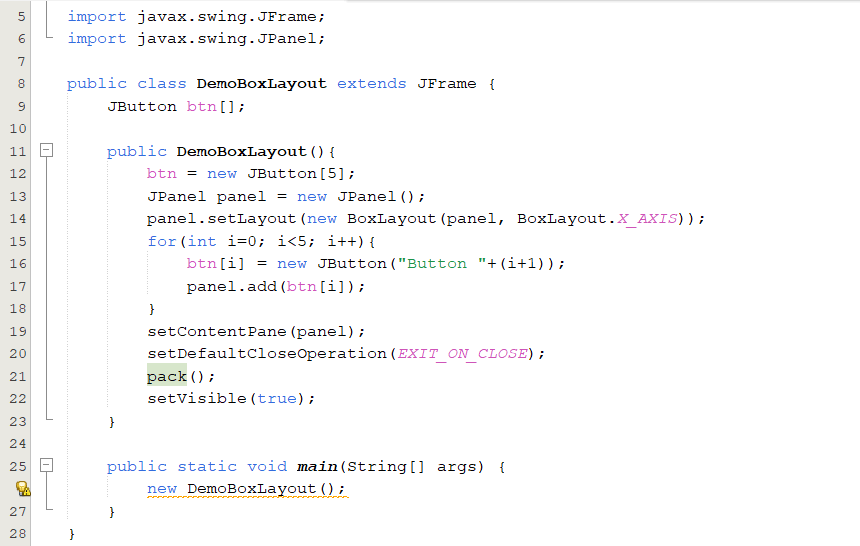 5 import javax.swing.JFrame;
6 import javax.swing.JPanel;
7
8 public class DemoBoxLayout extends JFrame {
9 JButton btn[];
10
11 public DemoBoxLayout(){
12 btn = new JButton[5];
13 JPanel panel = new JPanel();
14 panel.setLayout(new BoxLayout(panel, BoxLayout.X_AXIS));
15 for(int i=0; i<5; i++){
16 btn[i] = new JButton("Button "+(i+1));
17 panel.add(btn[i]);
18 }
19 setContentPane(panel);
20 setDefaultCloseOperation(EXIT_ON_CLOSE);
21 pack();
22 setVisible(true);
23 }
24
25 public static void main(String[] args) {
new DemoBoxLayout();
27 }
28 }